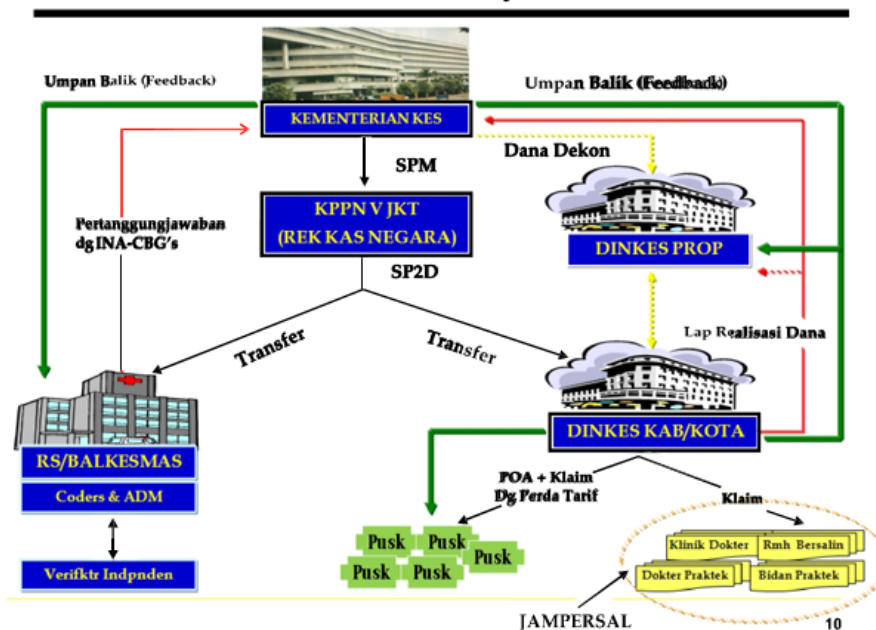 Umpan Balik (Feedback)
Umpan Balik (Feedback)
KEMENTERIAN KES
Dana Dekon
SPM
KPPN V JKT
(REK KAS NEGARA)
Pertanggungjawaban
dg INA-CBG's
DINKES PROP
SP2D
Transfer
Transfer
Lap Realisasi Dana
DINKES KAB/KOTA
RS/BALKESMAS
Coders & ADM
POA + Klaim
Dg Perda Tarif
Klaim
Pusk
Pusk
Pusk
Pusk
Pusk
Klinik Dokter
Rmh Bersalin
Dokter Praktek
Bidan Praktek
Verifktr Indpnden
JAMPERSAL
10